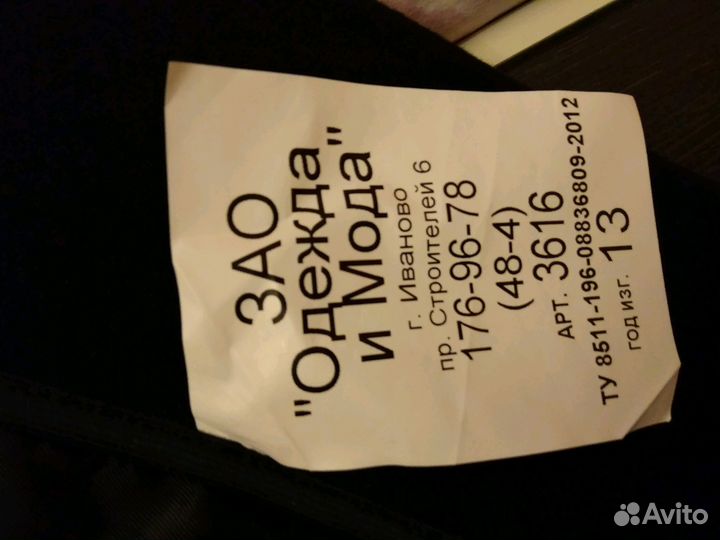 ЗАО
"Одежда
и Мода"
г. Иваново
пр. Строителей 6
176-96-78
(48-4)
АРТ. 3616
ТУ 8511-196-08836809-2012
год изг. 13
Avito